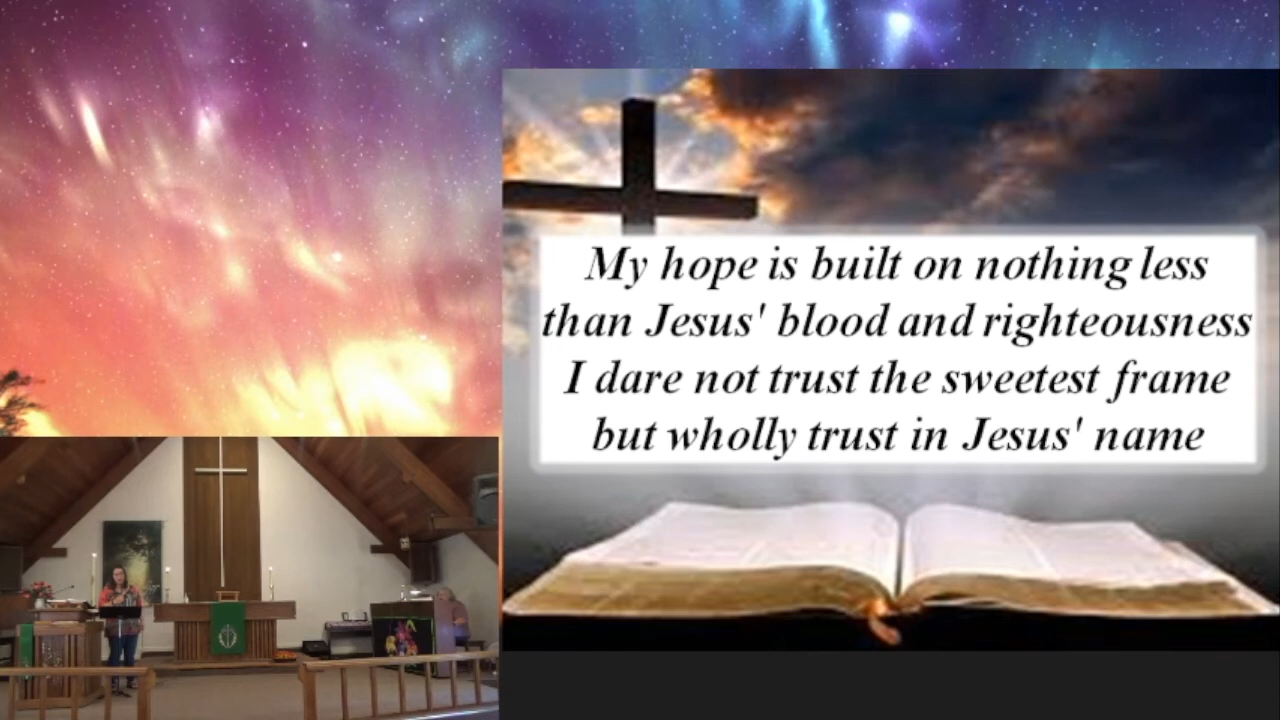 My hope is built on nothing less
than Jesus' blood and righteousness
I dare not trust the sweetest frame
but wholly trust in Jesus' name